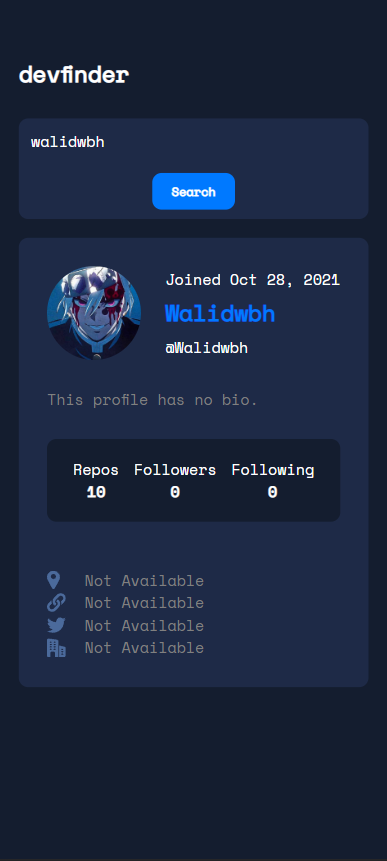 devfinder
walidwbh
Search
Joined Oct 28, 2021
Walidwbh
@Walidwbh
This profile has no bio.
Repos Followers Following
10 0 0
Not Available
Not Available
Not Available
Not Available